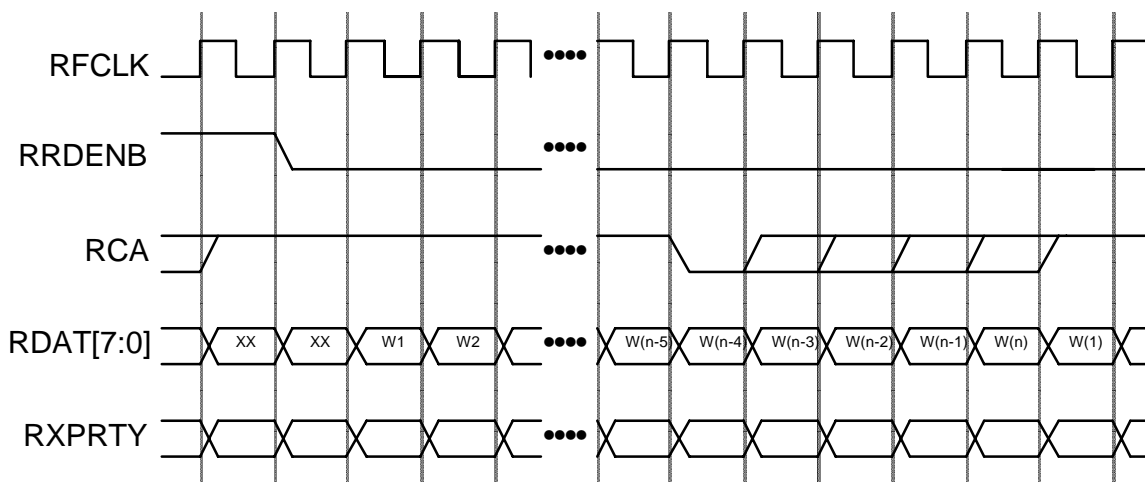 RFCLK
RRDENB
RCA
RDAT[7:0] XX XX W1 W2 W(n-5) W(n-4) W(n-3) W(n-2) W(n-1) W(n) W(1)
RXPRTY